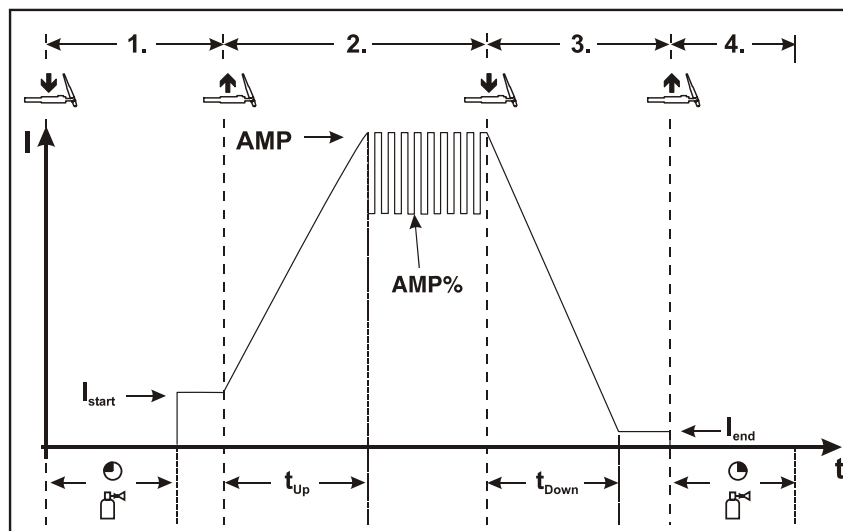 1. 2. 3. 4.
I
AMP
AMP%
Istart
Iend
t
tUp
tDown